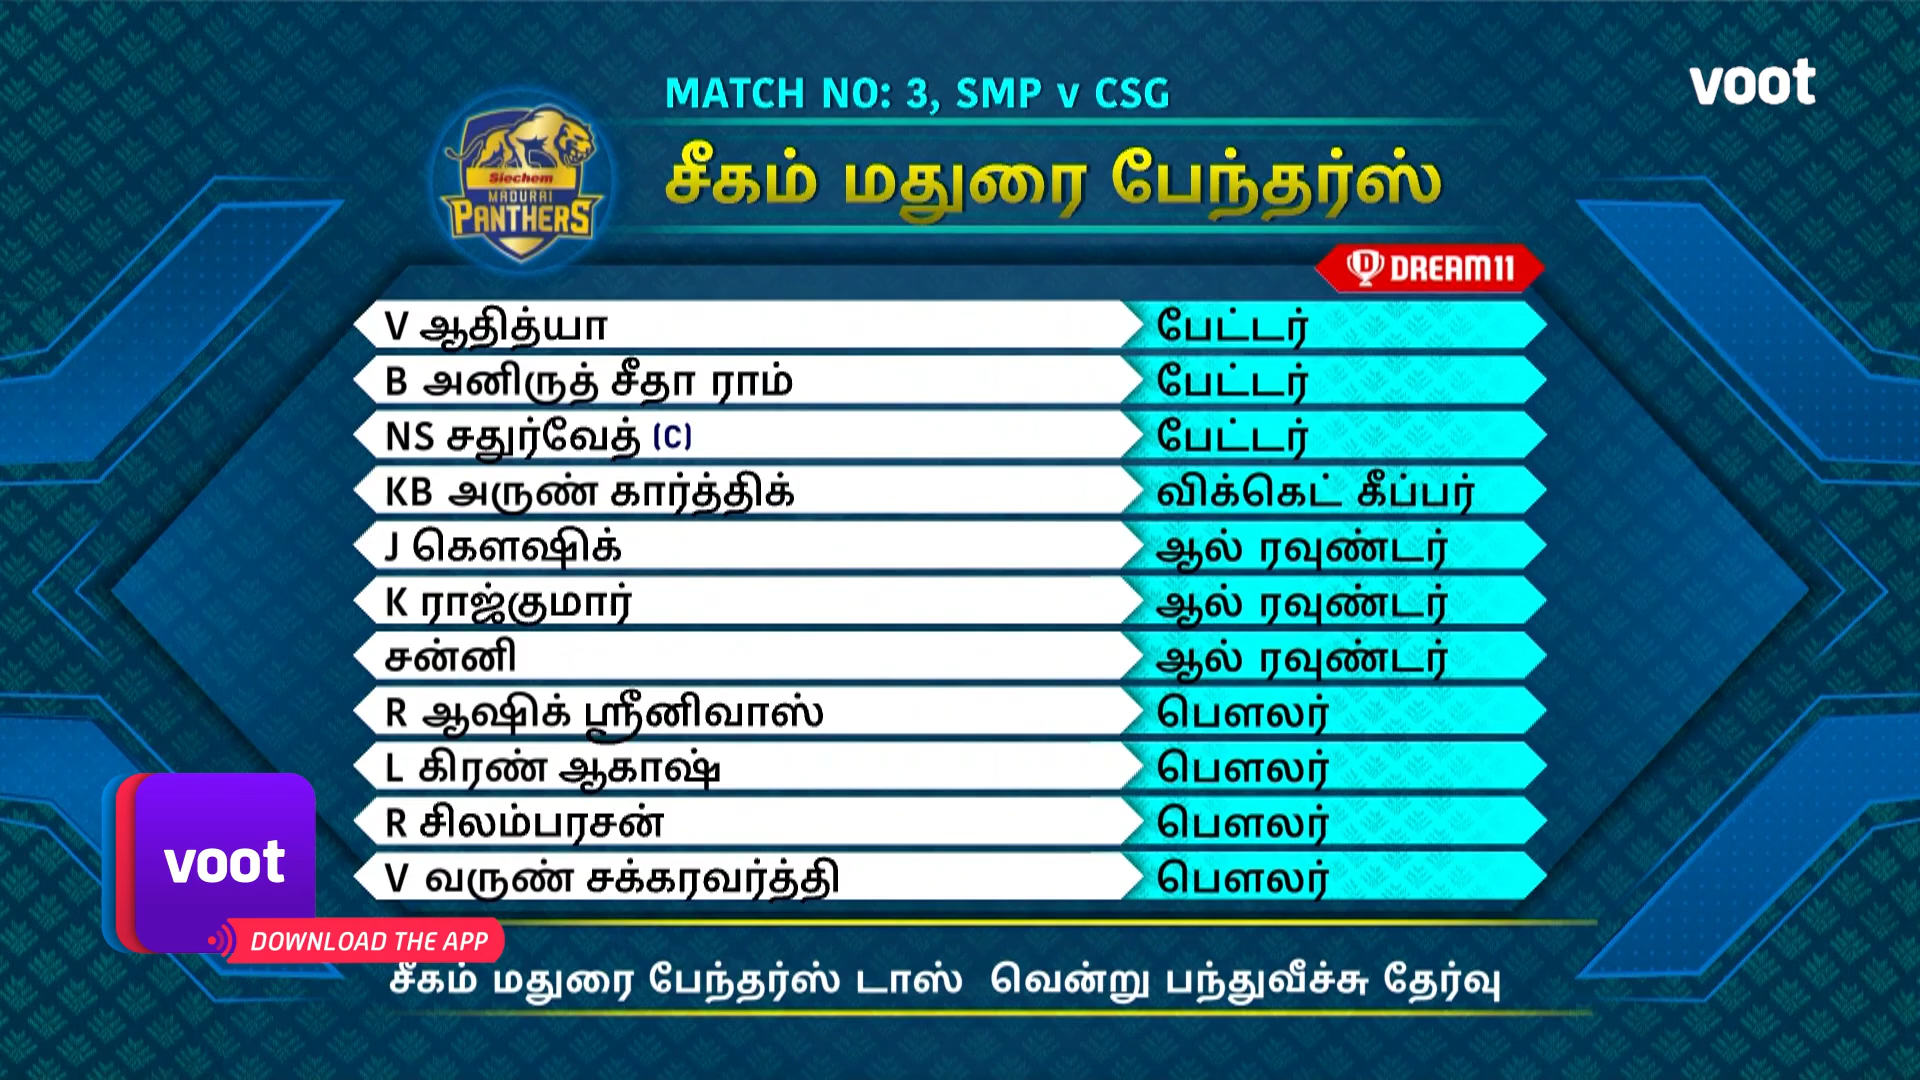 MATCH NO: 3, SMP v CSG
voot
Siechem
MADURAI
PANTHERS
சீகம் மதுரை பேந்தர்ஸ்
DREAM11
V ஆதித்யா பேட்டர்
B அனிருத் சீதா ராம் பேட்டர்
NS சதுர்வேத் (C) பேட்டர்
KB அருண் கார்த்திக் விக்கெட் கீப்பர்
J கௌஷிக் ஆல் ரவுண்டர்
K ராஜ்குமார் ஆல் ரவுண்டர்
சன்னி ஆல் ரவுண்டர்
R ஆஷிக் ஸ்ரீனிவாஸ் பௌலர்
L கிரண் ஆகாஷ் பௌலர்
R சிலம்பரசன் பௌலர்
V வருண் சக்கரவர்த்தி பௌலர்
voot
DOWNLOAD THE APP
சீகம் மதுரை பேந்தர்ஸ் டாஸ் வென்று பந்துவீச்சு தேர்வு